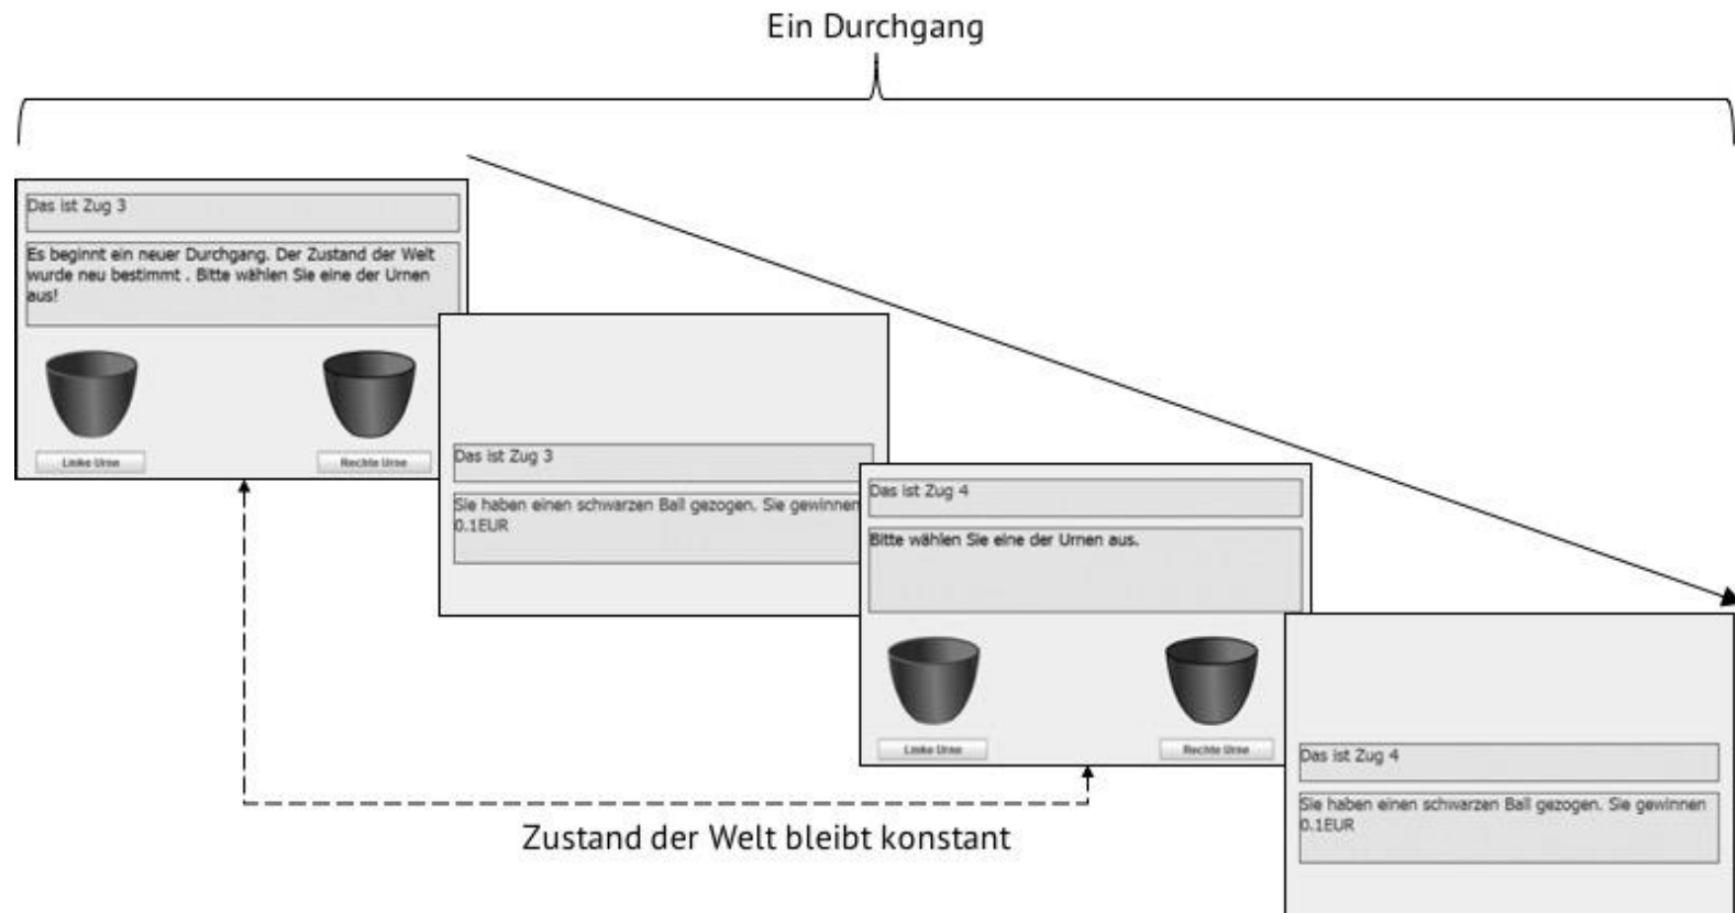 Ein Durchgang
Das ist Zug 3
Es beginnt ein neuer Durchgang. Der Zustand der Welt
wurde neu bestimmt . Bitte wählen Sie eine der Urnen
aus!
Linke Urne
Rechte Urne
Das ist Zug 3
Sie haben einen schwarzen Ball gezogen. Sie gewinnen
0.1EUR
Das ist Zug 4
Bitte wählen Sie eine der Urnen aus.
Linke Urne
Rechte Urne
Das ist Zug 4
Sie haben einen schwarzen Ball gezogen. Sie gewinnen
0.1EUR
Zustand der Welt bleibt konstant